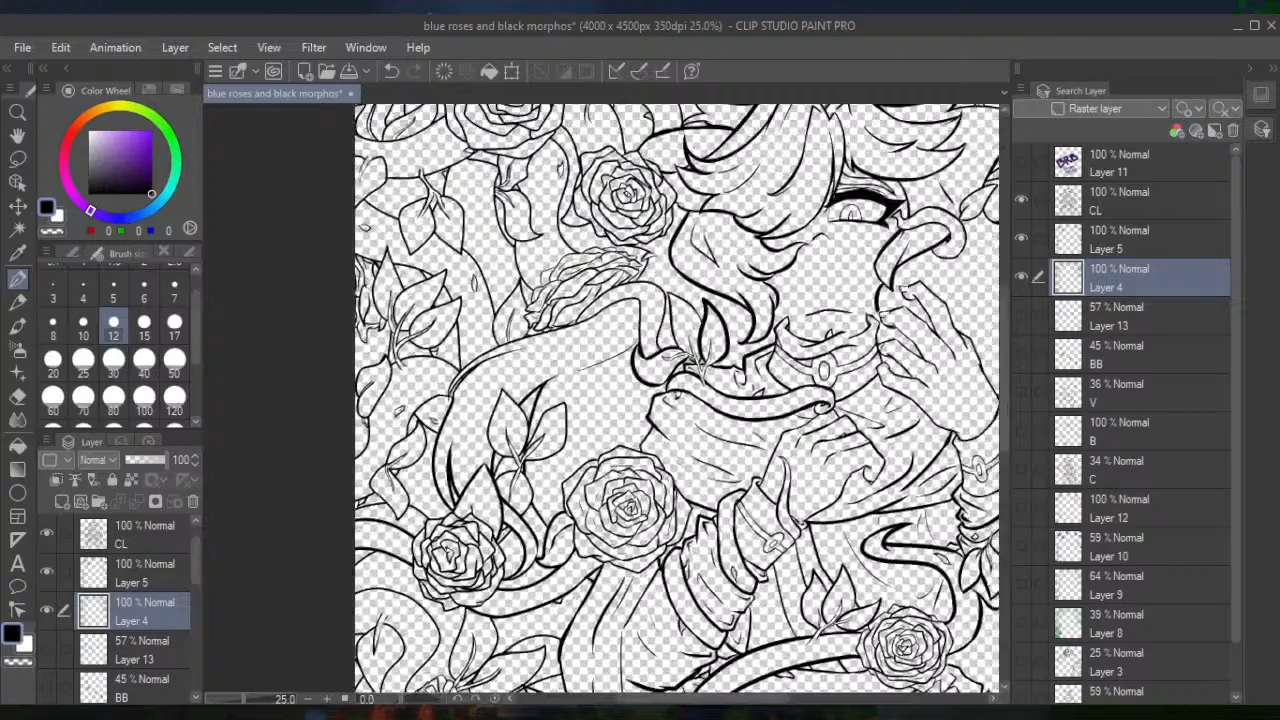 blue roses and black morphos* (4000 x 4500px 350dpi 25.0%) - CLIP STUDIO PAINT PRO
File Edit Animation Layer Select View Filter Window Help
Color Wheel
blue roses and black morphos*
Search Layer
Raster layer
0 0 0
Brush siz
3 4 5 6 7
8 10 12 15 17
20 25 30 40 50
60 70 80 100 120
Layer
Normal 100
100 % Normal
CL
100 % Normal
Layer 5
100 % Normal
Layer 4
57 % Normal
Layer 13
45 % Normal
BB
25.0
0.0
BRB
100 % Normal
Layer 11
100 % Normal
CL
100 % Normal
Layer 5
100 % Normal
Layer 4
57 % Normal
Layer 13
45 % Normal
BB
36 % Normal
V
100 % Normal
B
34 % Normal
C
100 % Normal
Layer 12
59 % Normal
Layer 10
64 % Normal
Layer 9
39 % Normal
Layer 8
25 % Normal
Layer 3
59 % Normal